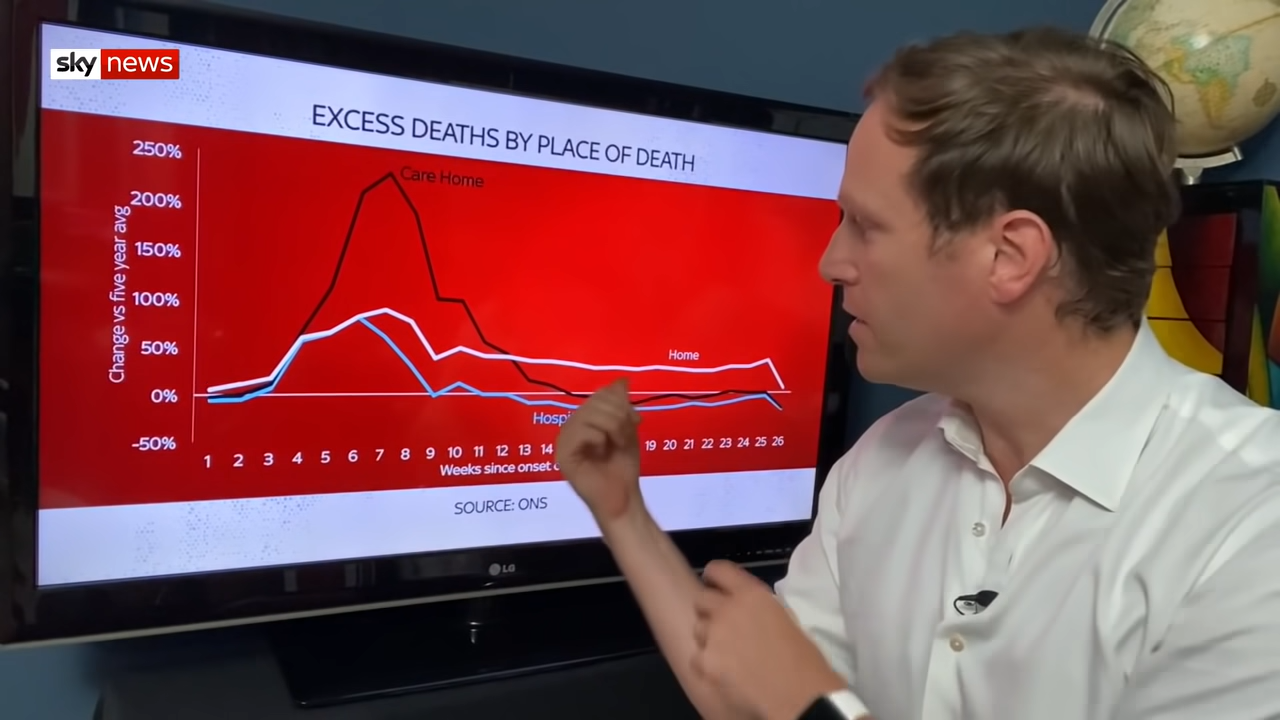 sky news
EXCESS DEATHS BY PLACE OF DEATH
250%
200%
150%
100%
50%
0%
-50%
Change vs five year avg
Care Home
Home
1 2 3 4 5 6 7 8 9 10 11 12 13 14 19 20 21 22 23 24 25 26
Weeks since onset
SOURCE: ONS
LG